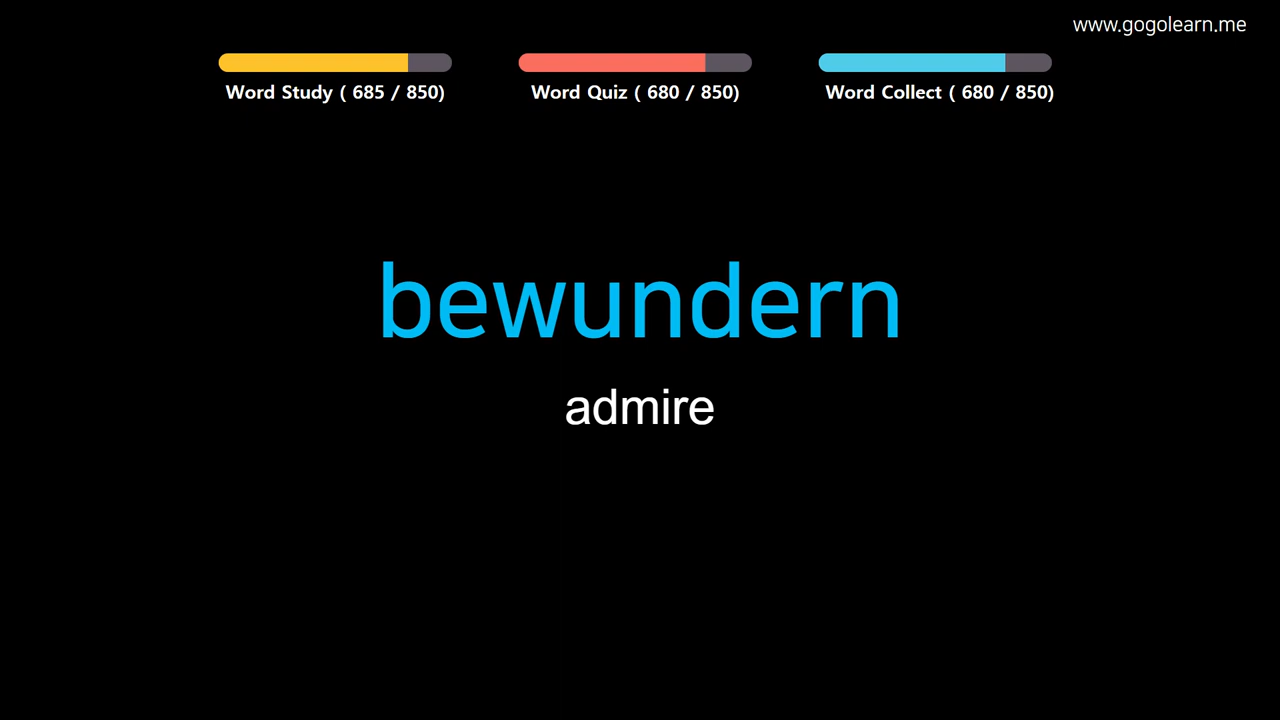 www.gogolearn.me
Word Study ( 685 / 850) Word Quiz ( 680 / 850) Word Collect ( 680 / 850)
bewundern
admire